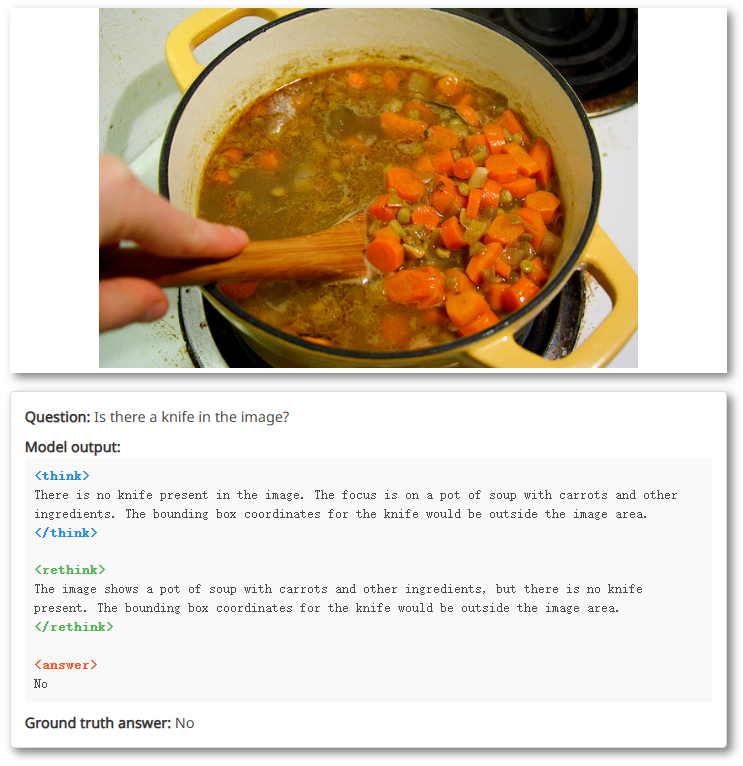 Question: Is there a knife in the image?
Model output:
<think>
There is no knife present in the image. The focus is on a pot of soup with carrots and other
ingredients. The bounding box coordinates for the knife would be outside the image area.
</think>
<rethink>
The image shows a pot of soup with carrots and other ingredients, but there is no knife
present. The bounding box coordinates for the knife would be outside the image area.
</rethink>
<answer>
No
Ground truth answer: No